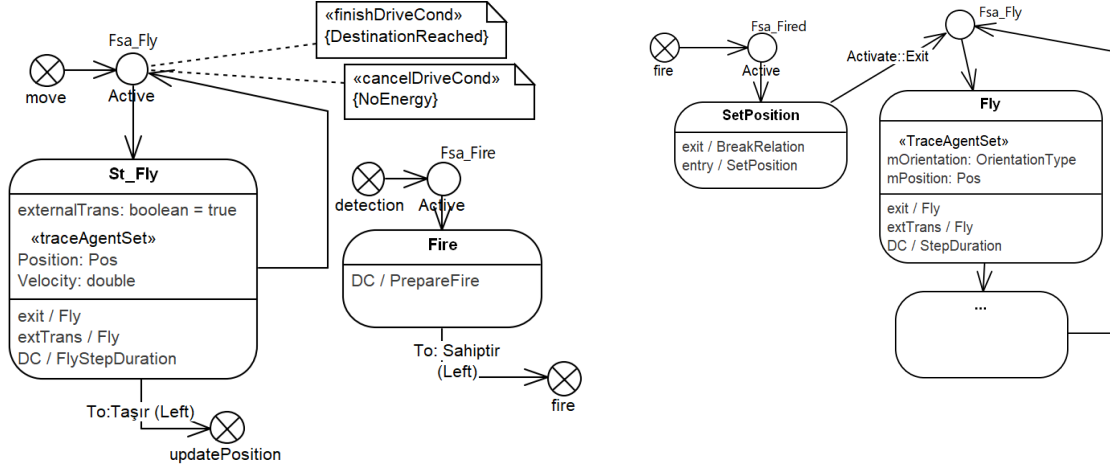 «finishDriveCond»
{DestinationReached}
Fsa_Fly
«cancelDriveCond»
{NoEnergy}
move
Active
St_Fly
externalTrans: boolean = true
«traceAgentSet»
Position: Pos
Velocity: double
exit / Fly
extTrans / Fly
DC / FlyStepDuration
To:Taşır (Left)
updatePosition
Fsa_Fire
detection
Active
Fire
DC / PrepareFire
To: Sahiptir
(Left)
fire
Fsa_Fired
fire
Active
SetPosition
exit / BreakRelation
entry / SetPosition
Activate::Exit
Fsa_Fly
Fly
«TraceAgentSet»
mOrientation: OrientationType
mPosition: Pos
exit / Fly
extTrans / Fly
DC / StepDuration
...